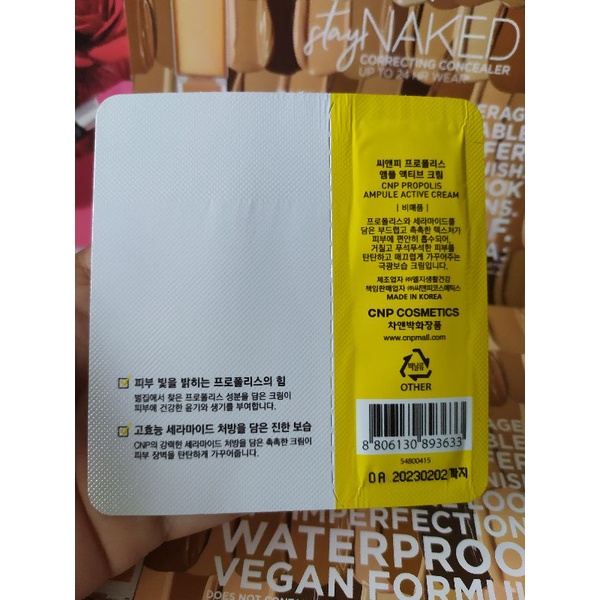 stay NAKED
CORRECTING CONCEALER
UP TO 24 HR WEAR
씨앤피 프로폴리스
앰플 액티브 크림
CNP PROPOLIS
AMPULE ACTIVE CREAM
| 비매품 |
프로폴리스와 세라마이드를
담은 부드럽고 촉촉한 텍스처가
피부에 편안히 흡수되어,
거칠고 푸석푸석한 피부를
탄탄하고 매끄럽게 가꾸어주는
극광보습 크림입니다.
제조업자 ㈜엘지생활건강
책임판매업자 ㈜씨앤피코스메틱스
MADE IN KOREA
CNP COSMETICS
차앤박화장품
www.cnpmall.com
비닐류
OTHER
8 806130 893633
54800415
0A 20230202까지
피부 빛을 밝히는 프로폴리스의 힘
벌집에서 찾은 프로폴리스 성분을 담은 크림이
피부에 건강한 윤기와 생기를 부여합니다.
고효능 세라마이드 처방을 담은 진한 보습
CNP의 강력한 세라마이드 처방을 담은 촉촉한 크림이
피부 장벽을 탄탄하게 가꾸어줍니다.
IMPERFECTION
WATERPROO
VEGAN FORMU